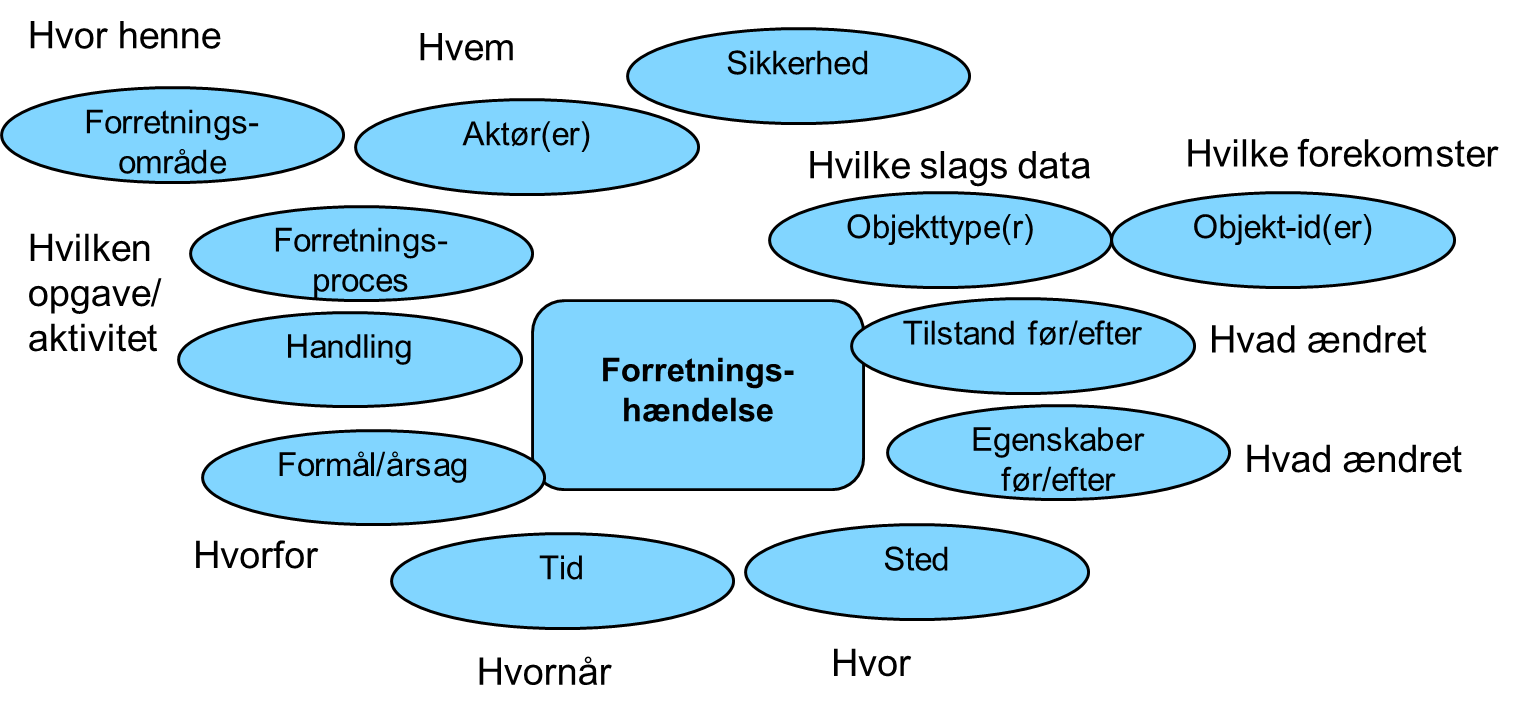 Hvor henne
Hvem
Sikkerhed
Forretnings-
område
Aktør(er)
Hvilke slags data
Hvilke forekomster
Objekttype(r)
Objekt-id(er)
Hvilken
opgave/
aktivitet
Forretnings-
proces
Handling
Forretnings-
hændelse
Tilstand før/efter
Hvad ændret
Formål/årsag
Egenskaber
før/efter
Hvad ændret
Hvorfor
Tid
Sted
Hvornår
Hvor